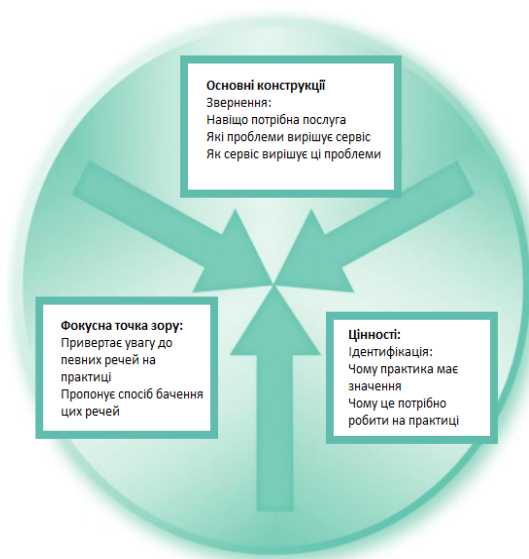 Основні конструкції
Звернення:
Навіщо потрібна послуга
Які проблеми вирішує сервіс
Як сервіс вирішує ці проблеми
Фокусна точка зору:
Привертає увагу до
певних речей на
практиці
Пропонує спосіб бачення
цих речей
Цінності:
Ідентифікація:
Чому практика має
значення
Чому це потрібно
робити на практиці